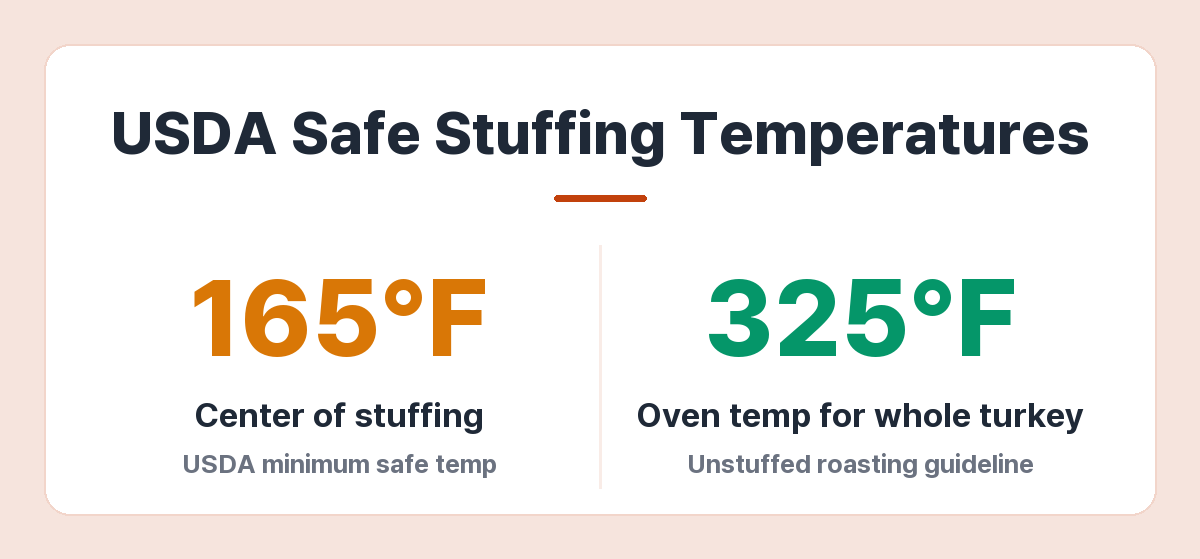 USDA Safe Stuffing Temperatures
165°F
Center of stuffing
USDA minimum safe temp
325°F
Oven temp for whole turkey
Unstuffed roasting guideline